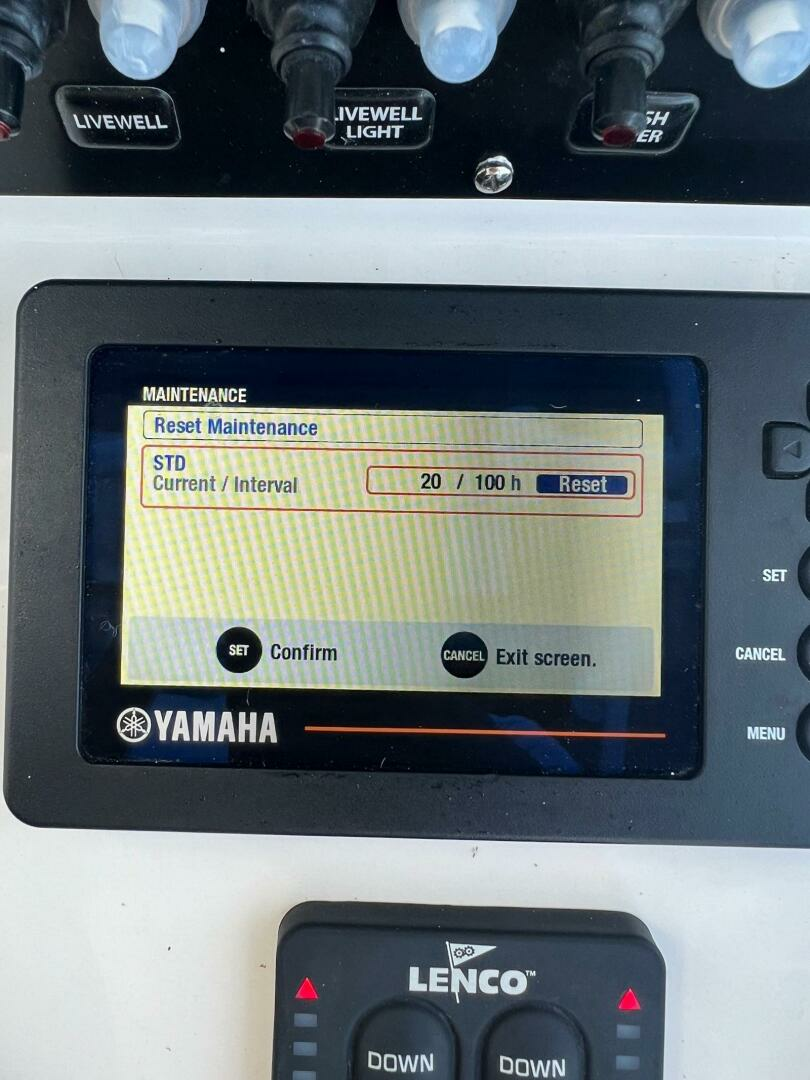 LIVEWELL
LIVEWELL
LIGHT
MAINTENANCE
Reset Maintenance
STD
Current / Interval 20 / 100 h Reset
SET Confirm CANCEL Exit screen.
YAMAHA
SET
CANCEL
MENU
LENCO™
DOWN DOWN